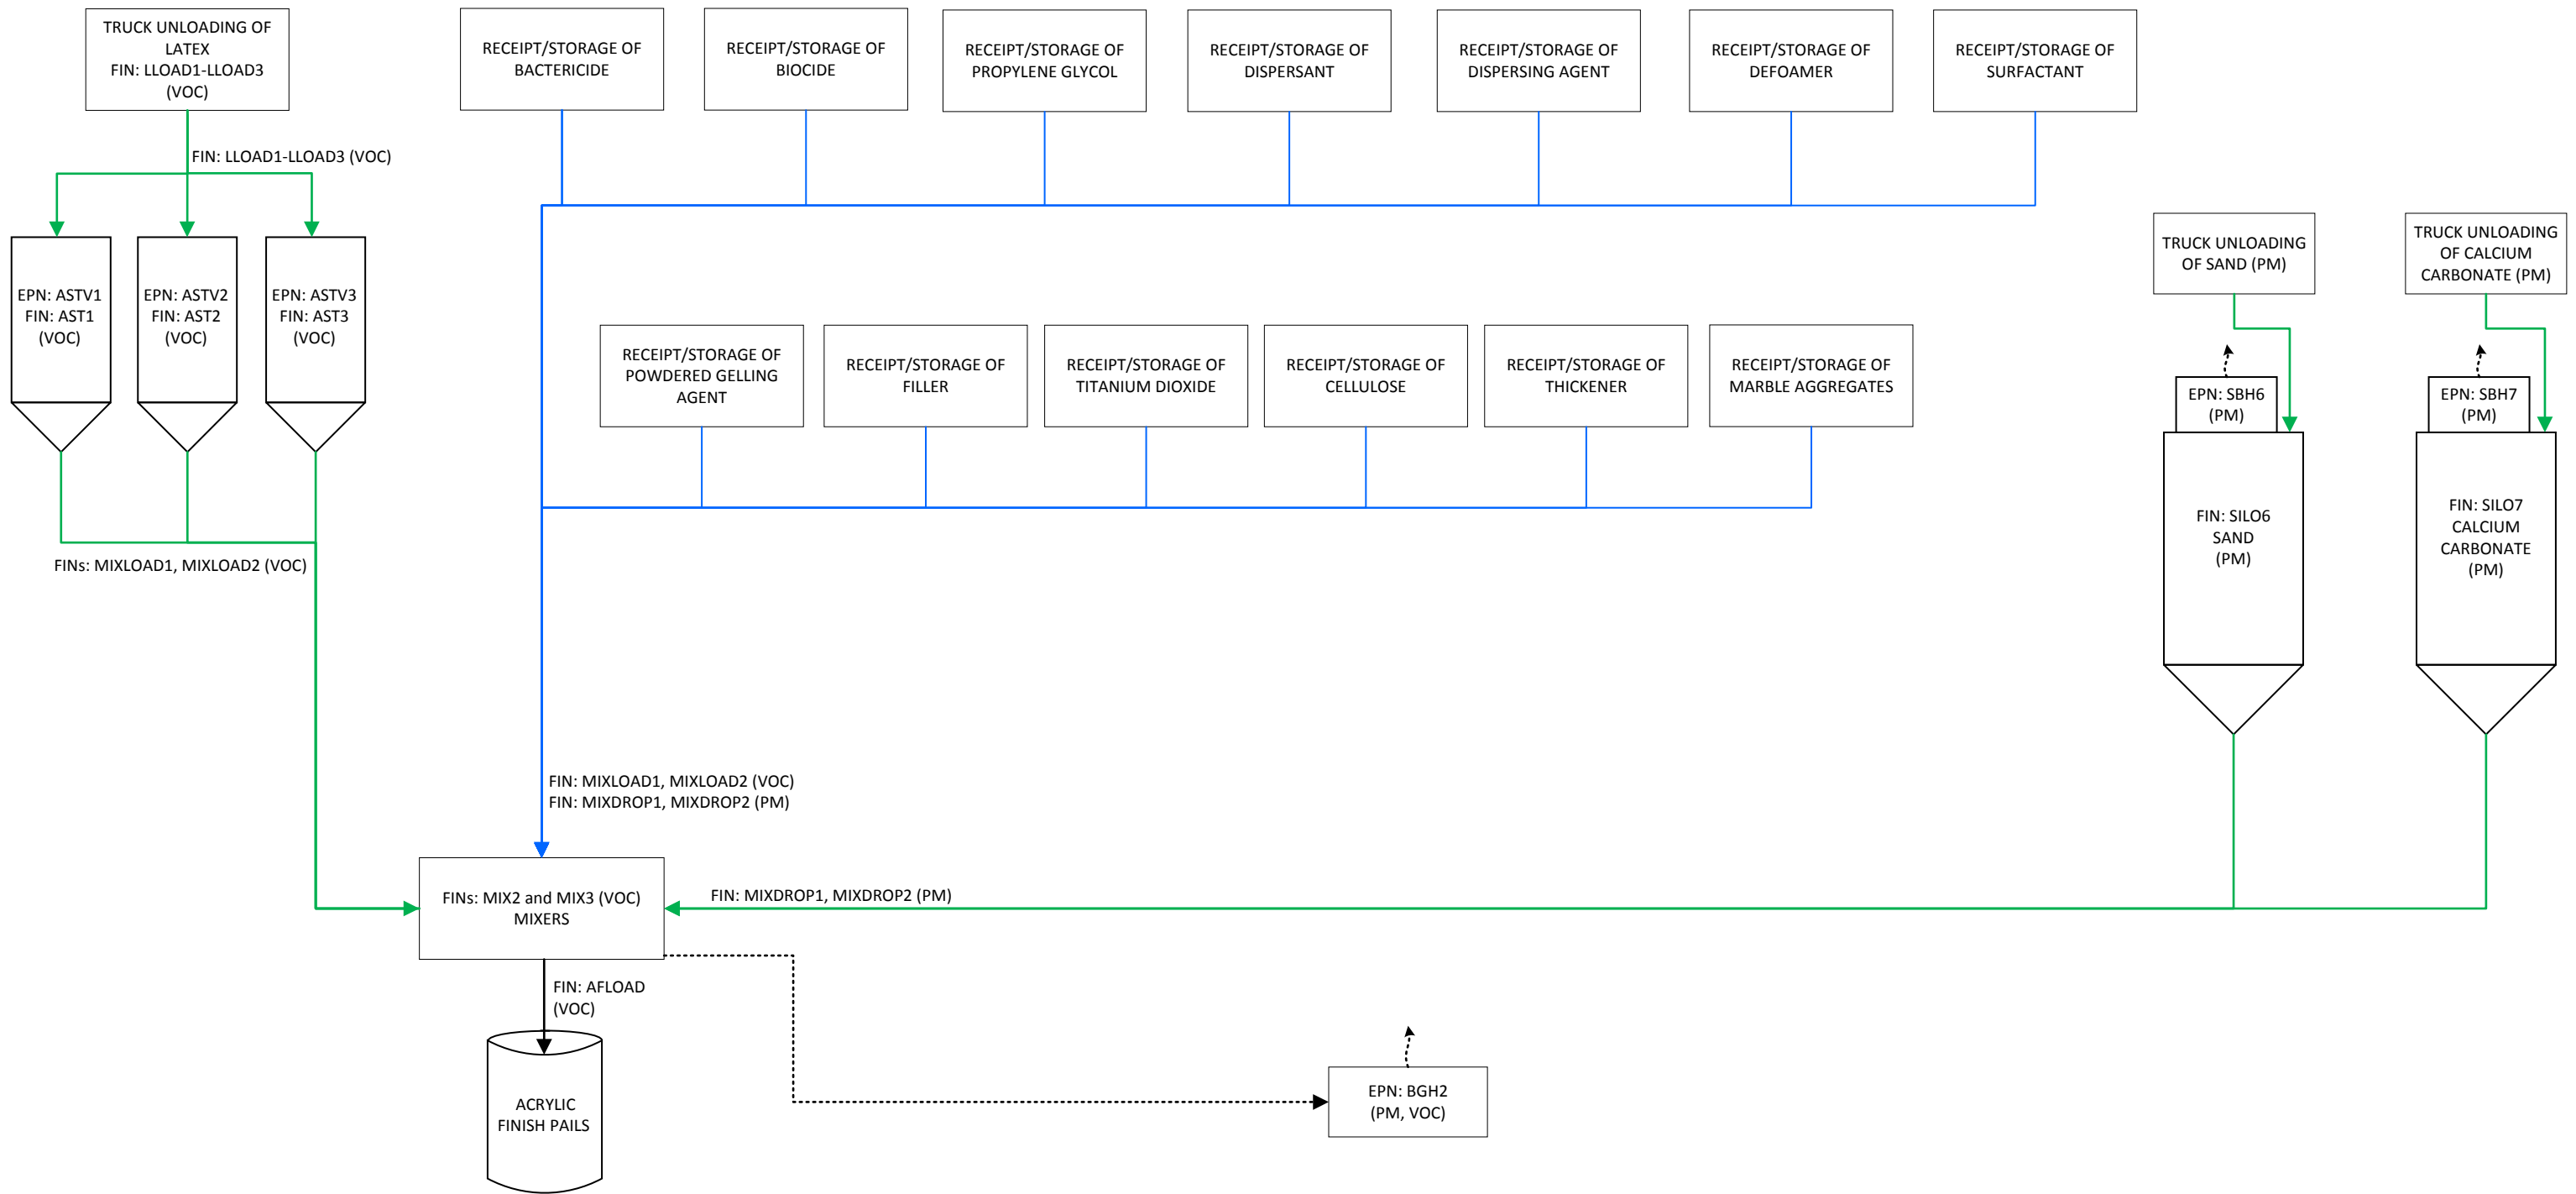 TRUCK UNLOADING OF
LATEX
FIN: LLOAD1-LLOAD3
(VOC)
RECEIPT/STORAGE OF
BACTERICIDE
RECEIPT/STORAGE OF
BIOCIDE
RECEIPT/STORAGE OF
PROPYLENE GLYCOL
RECEIPT/STORAGE OF
DISPERSANT
RECEIPT/STORAGE OF
DISPERSING AGENT
RECEIPT/STORAGE OF
DEFOAMER
RECEIPT/STORAGE OF
SURFACTANT
FIN: LLOAD1-LLOAD3 (VOC)
EPN: ASTV1
FIN: AST1
(VOC)
EPN: ASTV2
FIN: AST2
(VOC)
EPN: ASTV3
FIN: AST3
(VOC)
TRUCK UNLOADING
OF SAND (PM)
TRUCK UNLOADING
OF CALCIUM
CARBONATE (PM)
RECEIPT/STORAGE OF
POWDERED GELLING
AGENT
RECEIPT/STORAGE OF
FILLER
RECEIPT/STORAGE OF
TITANIUM DIOXIDE
RECEIPT/STORAGE OF
CELLULOSE
RECEIPT/STORAGE OF
THICKENER
RECEIPT/STORAGE OF
MARBLE AGGREGATES
EPN: SBH6
(PM)
EPN: SBH7
(PM)
FIN: SILO6
SAND
(PM)
FIN: SILO7
CALCIUM
CARBONATE
(PM)
FINs: MIXLOAD1, MIXLOAD2 (VOC)
FIN: MIXLOAD1, MIXLOAD2 (VOC)
FIN: MIXDROP1, MIXDROP2 (PM)
FINs: MIX2 and MIX3 (VOC)
MIXERS
FIN: MIXDROP1, MIXDROP2 (PM)
FIN: AFLOAD
(VOC)
ACRYLIC
FINISH PAILS
EPN: BGH2
(PM, VOC)